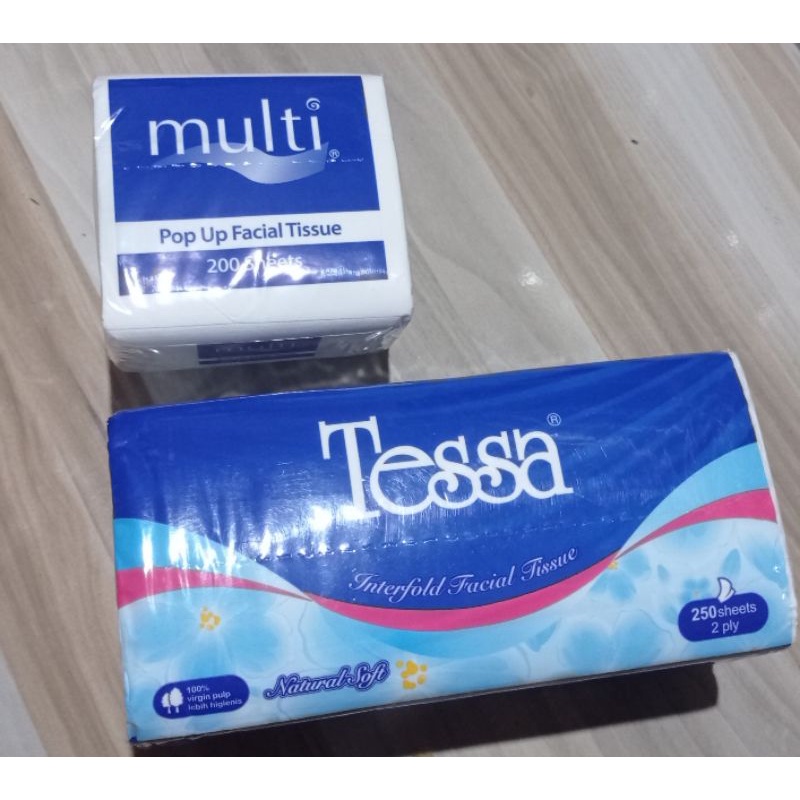 multi®
Pop Up Facial Tissue
200 Sheets
multi
Tessa®
Interfold Facial Tissue
250 sheets
2 ply
100%
virgin pulp
lebih higienis
Natural Soft